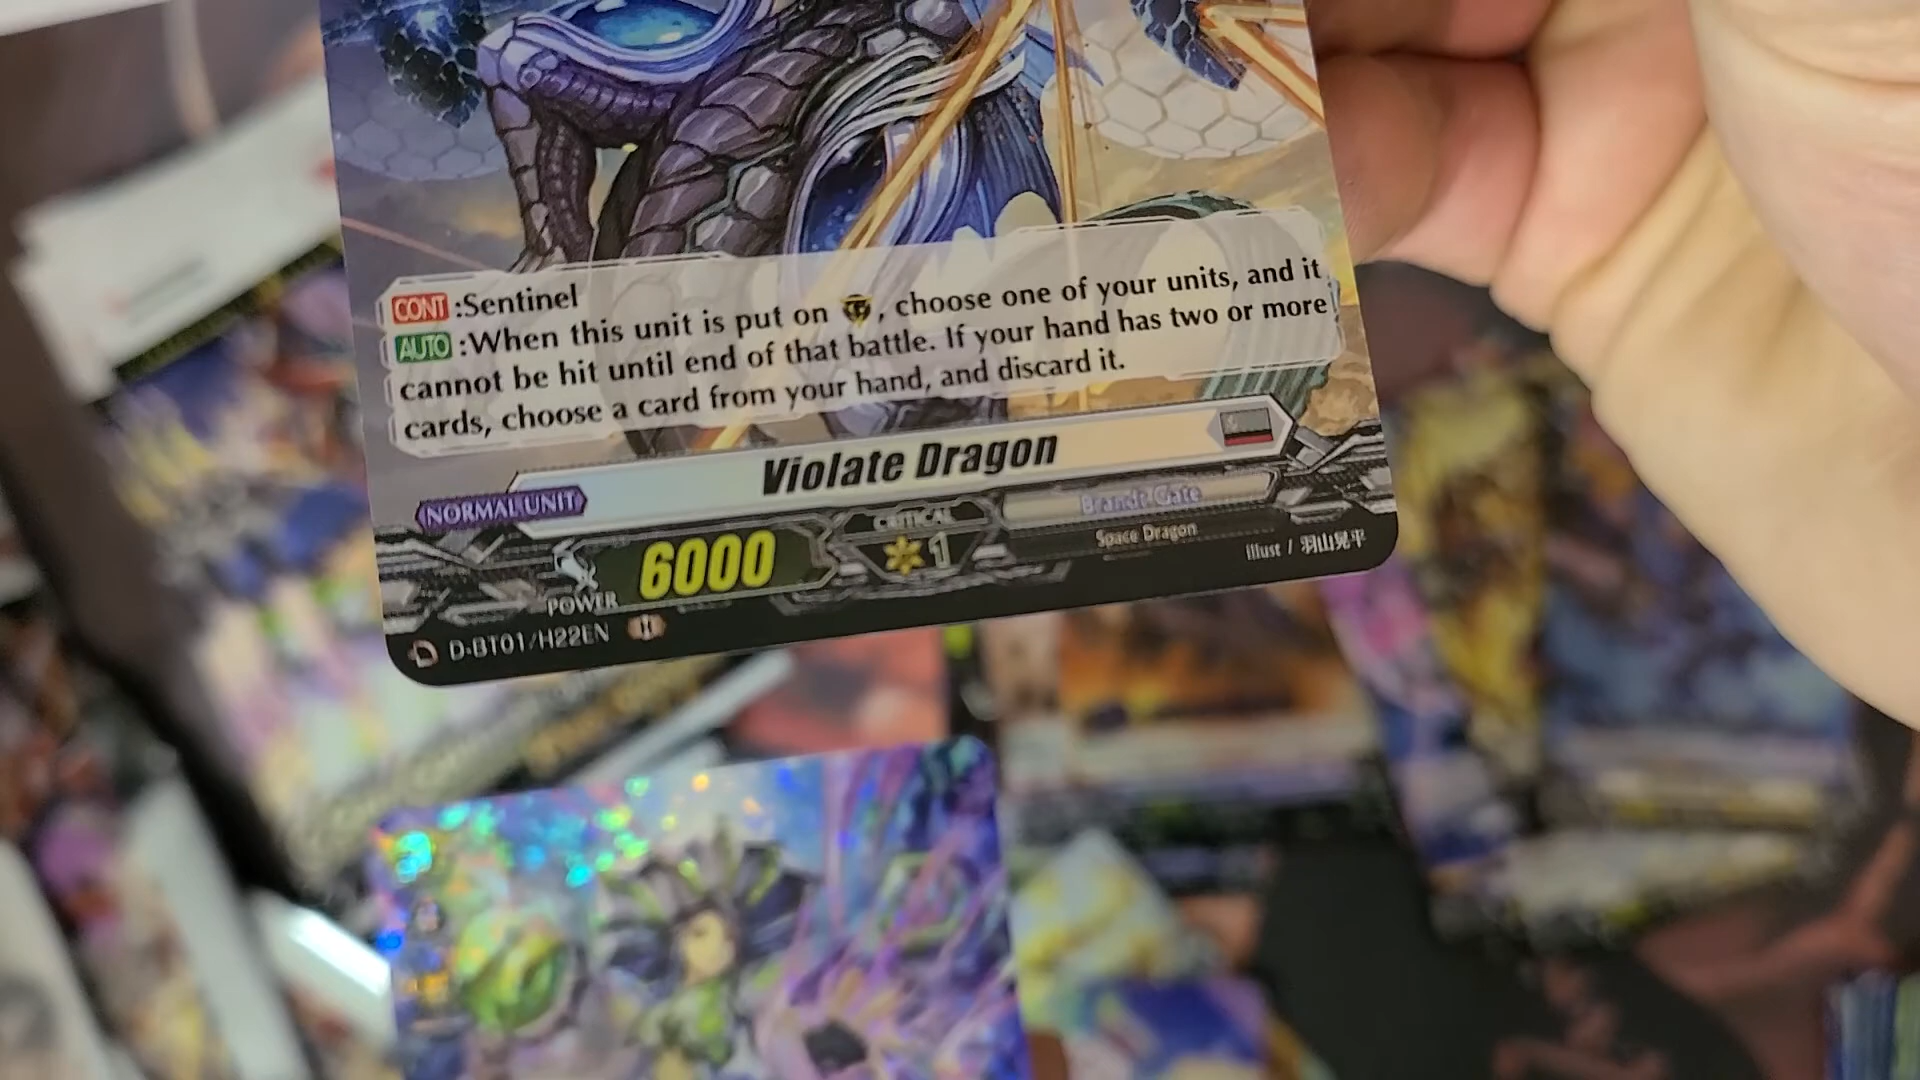 CONT:Sentinel
AUTO:When this unit is put on , choose one of your units, and it
cannot be hit until end of that battle. If your hand has two or more
cards, choose a card from your hand, and discard it.
Violate Dragon
NORMAL UNIT
Brandt Gate
CRITICAL
1
6000
POWER
Space Dragon
Illust / 羽山晃平
D-BT01/H22EN H